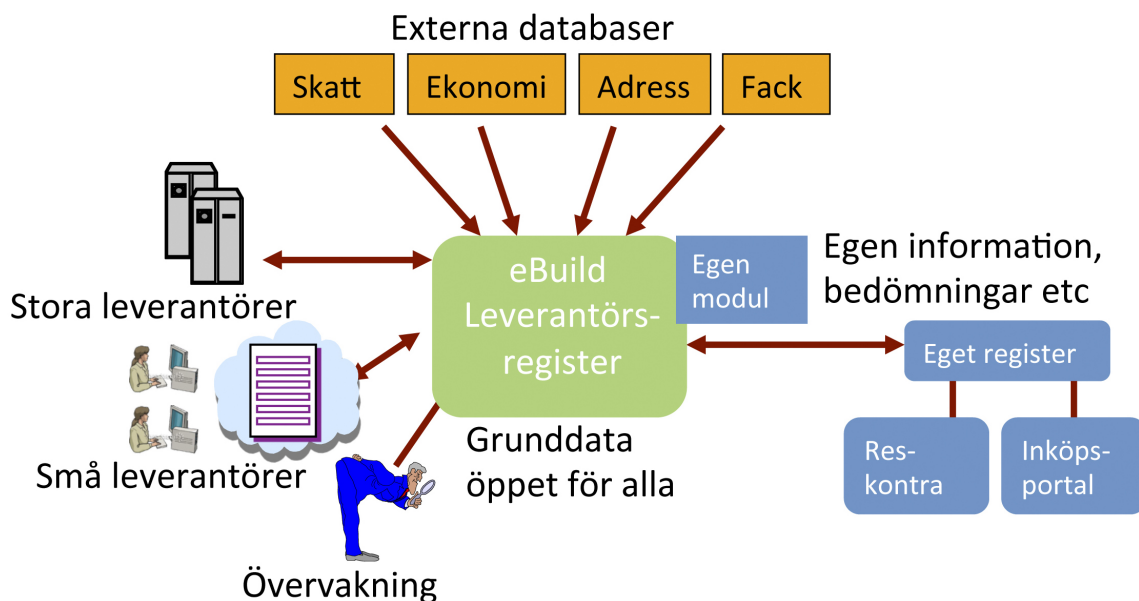 Externa databaser
Skatt
Ekonomi
Adress
Fack
Stora leverantörer
eBuild
Leverantörs-
register
Egen
modul
Egen information,
bedömningar etc
Eget register
Små leverantörer
Grunddata
öppet för alla
Res-
kontra
Inköps-
portal
Övervakning